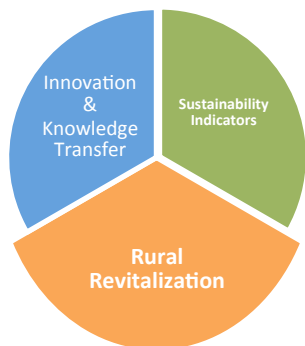 Innovation
&
Knowledge
Transfer
Sustainability
Indicators
Rural
Revitalization